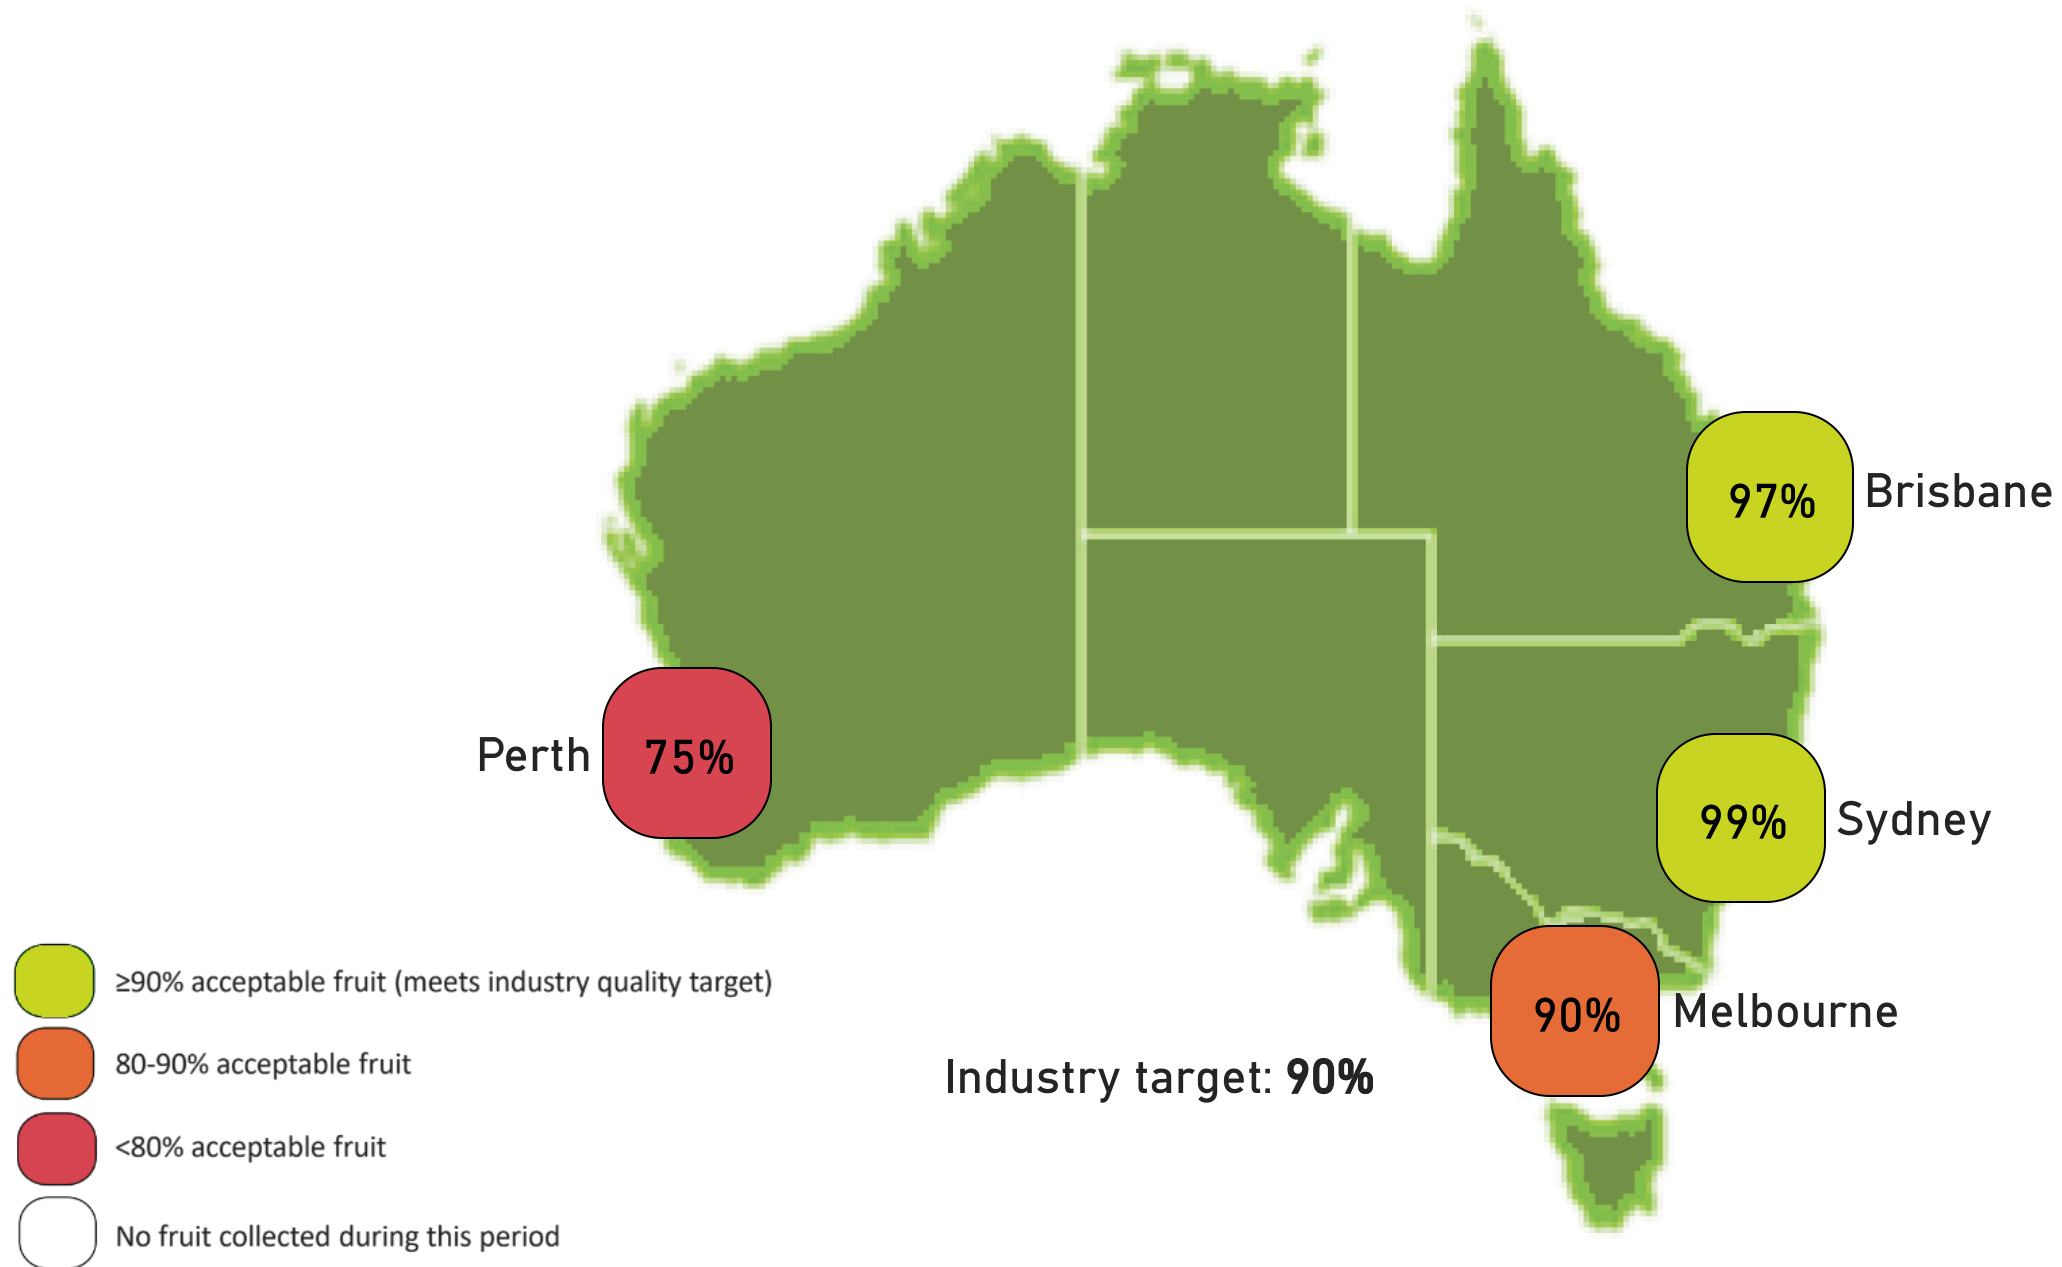 97% Brisbane
Perth 75%
99% Sydney
90% Melbourne
Industry target: 90%
≥90% acceptable fruit (meets industry quality target)
80-90% acceptable fruit
<80% acceptable fruit
No fruit collected during this period